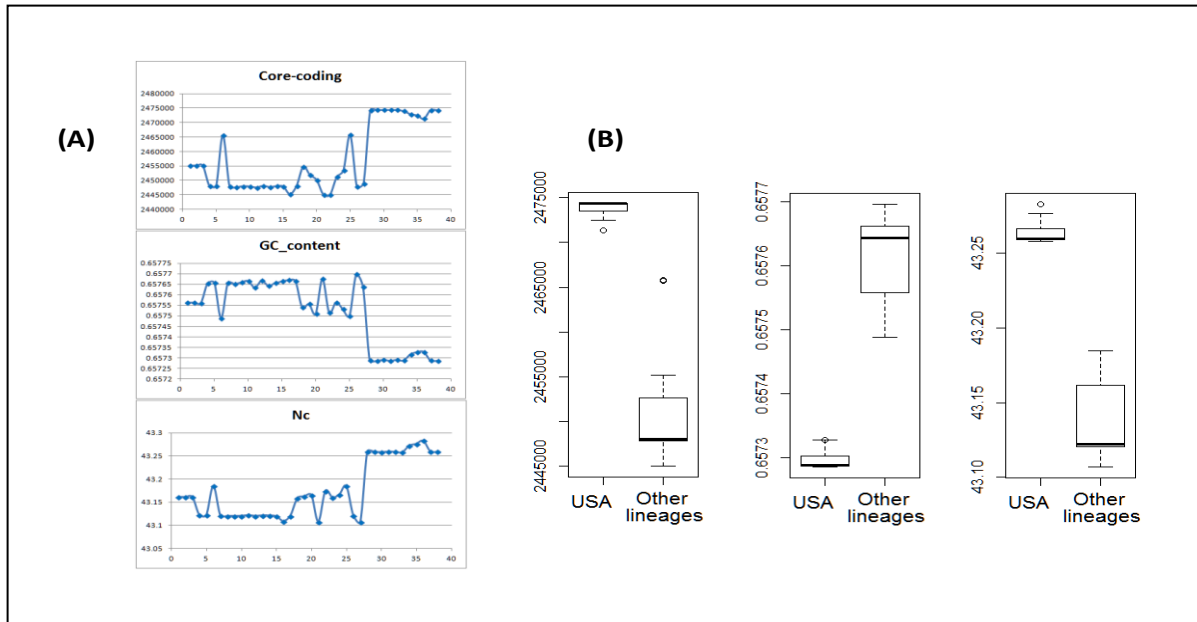 (A)
Core-coding
2480000
2475000
2470000
2465000
2460000
2455000
2450000
2445000
2440000
0 5 10 15 20 25 30 35 40
GC_content
0.65775
0.6577
0.65765
0.6576
0.65755
0.6575
0.65745
0.6574
0.65735
0.6573
0.65725
0.6572
0 5 10 15 20 25 30 35 40
Nc
43.3
43.25
43.2
43.15
43.1
43.05
0 5 10 15 20 25 30 35 40
(B)
2475000
2465000
2455000
2445000
USA
Other
lineages
0.6577
0.6576
0.6575
0.6574
0.6573
USA
Other
lineages
43.25
43.20
43.15
43.10
USA
Other
lineages